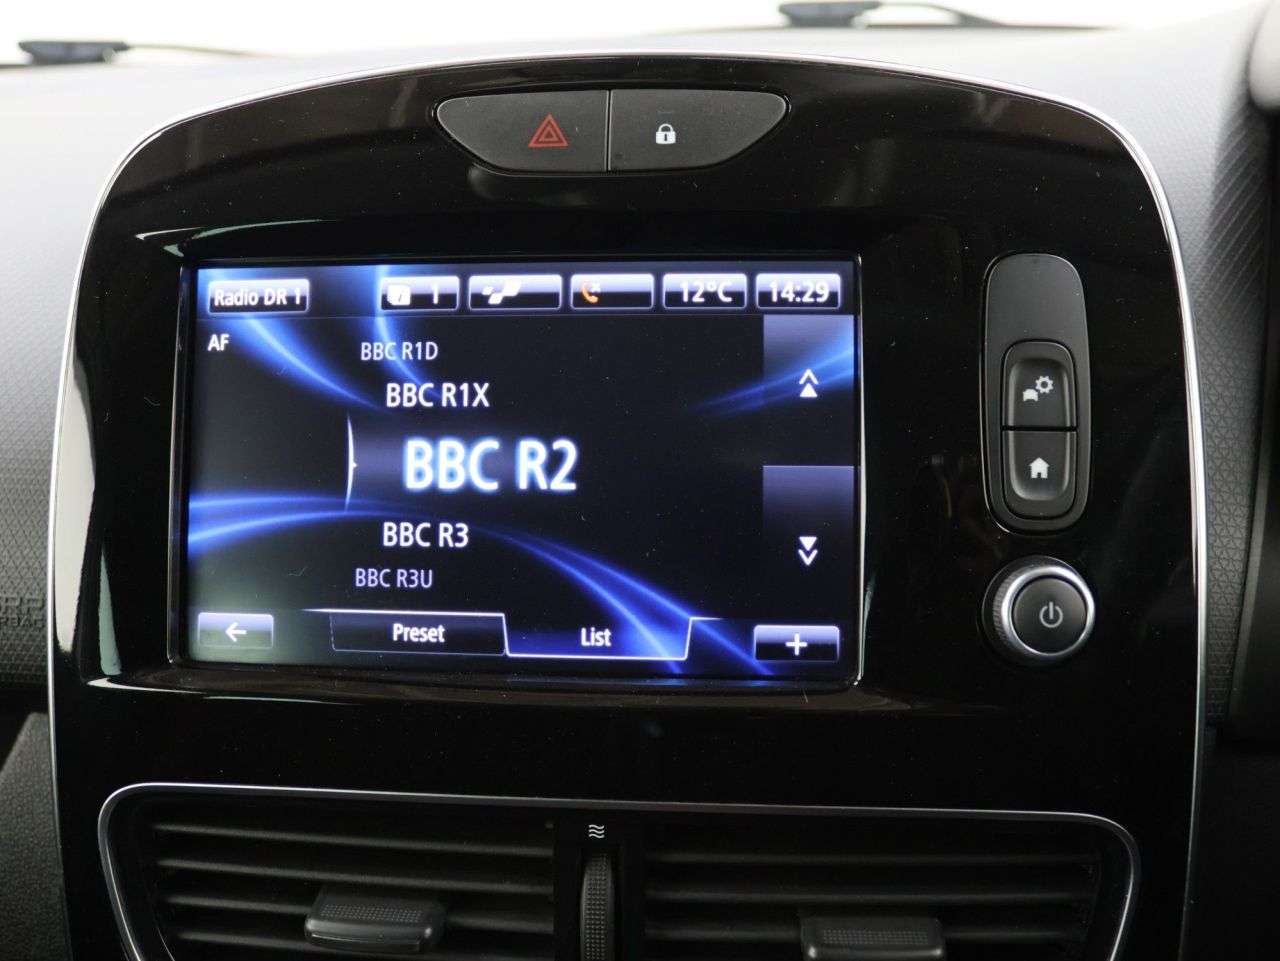 Radio DR 1
1
12°C
14:29
AF
BBC R1D
BBC R1X
BBC R2
BBC R3
BBC R3U
Preset
List
+